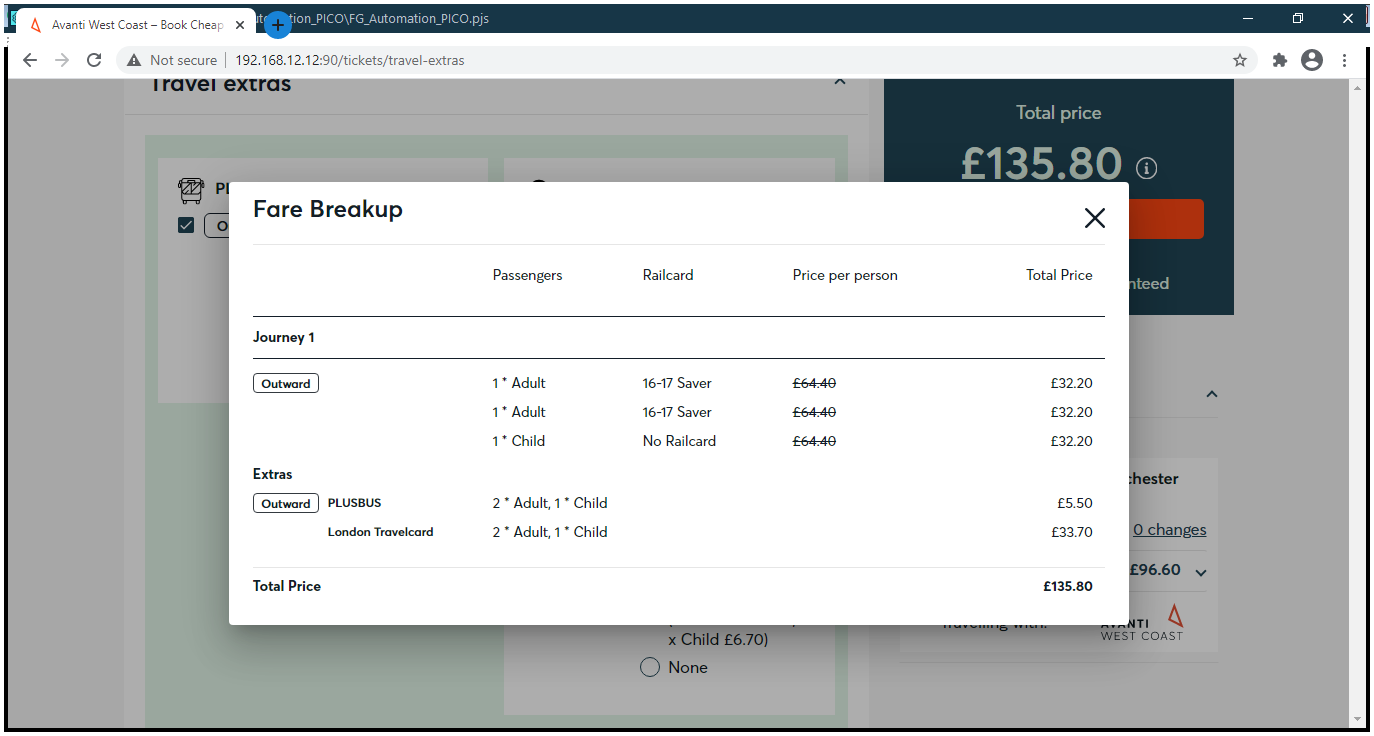 Avanti West Coast – Book Cheap
utomation_PICO\FG_Automation_PICO.pjs
Not secure 192.168.12.12:90/tickets/travel-extras
Travel extras
Total price
£135.80
Fare Breakup
Passengers Railcard Price per person Total Price
Journey 1
Outward 1 * Adult 16-17 Saver £64.40 £32.20
1 * Adult 16-17 Saver £64.40 £32.20
1 * Child No Railcard £64.40 £32.20
Extras
Outward PLUSBUS 2 * Adult, 1 * Child £5.50
London Travelcard 2 * Adult, 1 * Child £33.70
Total Price £135.80
nteed
chester
0 changes
£96.60
Travelling with:
AVANTI
WEST COAST
x Child £6.70)
None